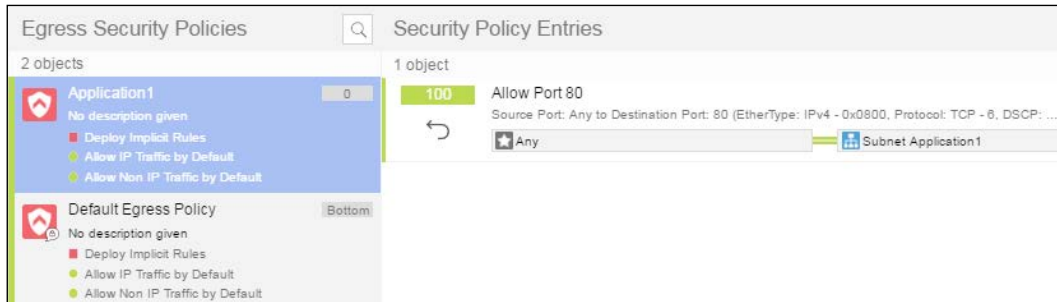 Egress Security Policies
2 objects
Application1
0
No description given
Deploy Implicit Rules
Allow IP Traffic by Default
Allow Non IP Traffic by Default
Default Egress Policy
Bottom
No description given
Deploy Implicit Rules
Allow IP Traffic by Default
Allow Non IP Traffic by Default
Security Policy Entries
1 object
100
Allow Port 80
Source Port: Any to Destination Port: 80 (EtherType: IPv4 - 0x0800, Protocol: TCP - 6, DSCP: ...
Any
Subnet Application1